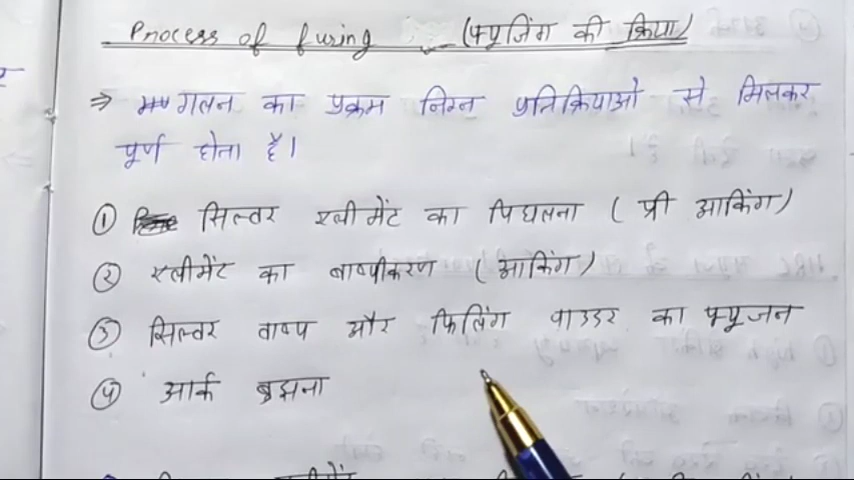 Process of fusing (फ्यूजिंग की क्रिया)
⇒ गलन का प्रक्रम निम्न प्रतिक्रियाओ से मिलकर
पूर्ण होता है।
① सिल्वर एलीमेंट का पिघलना ( प्री आर्किंग )
② एलीमेंट का वाष्पीकरण ( आर्किंग )
③ सिल्वर वाष्प और फिलिंग पाउडर का फ्यूजन
④ आर्क बुझना